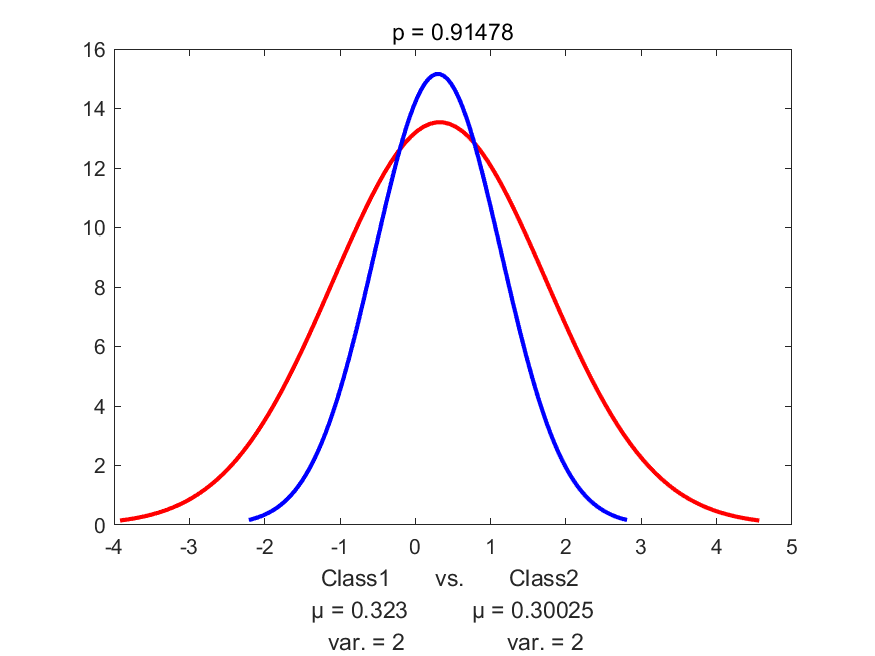 p = 0.91478
16
14
12
10
8
6
4
2
0
-4 -3 -2 -1 0 1 2 3 4 5
Class1 vs. Class2
μ = 0.323 μ = 0.30025
var. = 2 var. = 2